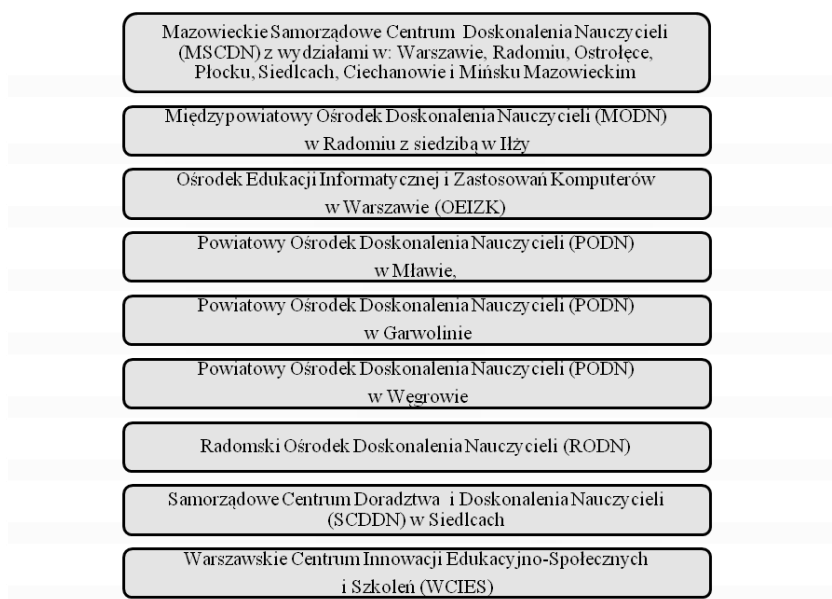 Mazowieckie Samorządowe Centrum Doskonalenia Nauczycieli
(MSCDN) z wydziałami w: Warszawie, Radomiu, Ostrołęce,
Płocku, Siedlcach, Ciechanowie i Mińsku Mazowieckim
Międzypowiatowy Ośrodek Doskonalenia Nauczycieli (MODN)
w Radomiu z siedzibą w Iłży
Ośrodek Edukacji Informatycznej i Zastosowań Komputerów
w Warszawie (OEIZK)
Powiatowy Ośrodek Doskonalenia Nauczycieli (PODN)
w Mławie,
Powiatowy Ośrodek Doskonalenia Nauczycieli (PODN)
w Garwolinie
Powiatowy Ośrodek Doskonalenia Nauczycieli (PODN)
w Węgrowie
Radomski Ośrodek Doskonalenia Nauczycieli (RODN)
Samorządowe Centrum Doradztwa i Doskonalenia Nauczycieli
(SCDDN) w Siedlcach
Warszawskie Centrum Innowacji Edukacyjno-Społecznych
i Szkoleń (WCIES)